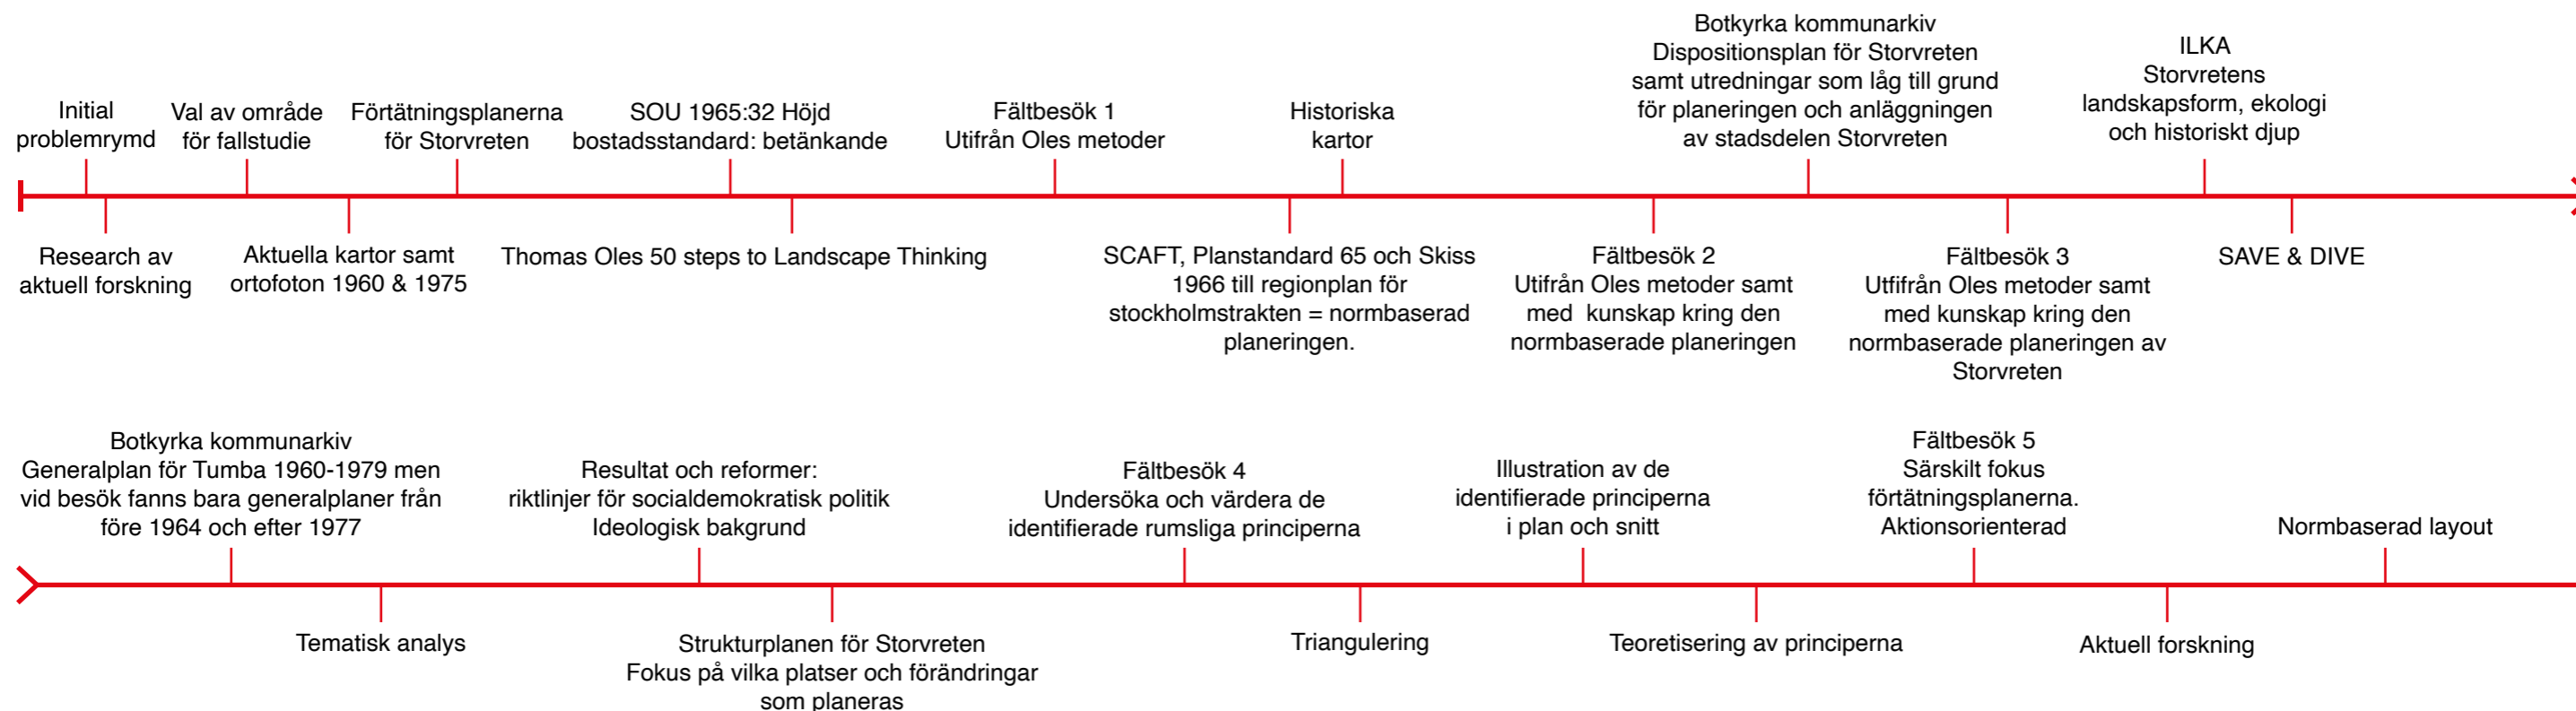 Initial
problemrymd
Research av
aktuell forskning
Val av område
för fallstudie
Aktuella kartor samt
ortofoton 1960 & 1975
Förtätningsplanerna
för Storvreten
SOU 1965:32 Höjd
bostadsstandard: betänkande
Thomas Oles 50 steps to Landscape Thinking
Fältbesök 1
Utifrån Oles metoder
SCAFT, Planstandard 65 och Skiss
1966 till regionplan för
stockholmstrakten = normbaserad
planeringen.
Historiska
kartor
Fältbesök 2
Utifrån Oles metoder samt
med  kunskap kring den
normbaserade planeringen
Botkyrka kommunarkiv
Dispositionsplan för Storvreten
samt utredningar som låg till grund
för planeringen och anläggningen
av stadsdelen Storvreten
Fältbesök 3
Utfifrån Oles metoder samt
med kunskap kring den
normbaserade planeringen av
Storvreten
ILKA
Storvretens
landskapsform, ekologi
och historiskt djup
SAVE & DIVE
Botkyrka kommunarkiv
Generalplan för Tumba 1960-1979 men
vid besök fanns bara generalplaner från
före 1964 och efter 1977
Tematisk analys
Resultat och reformer:
riktlinjer för socialdemokratisk politik
Ideologisk bakgrund
Strukturplanen för Storvreten
Fokus på vilka platser och förändringar
som planeras
Fältbesök 4
Undersöka och värdera de
identifierade rumsliga principerna
Triangulering
Illustration av de
identifierade principerna
i plan och snitt
Teoretisering av principerna
Fältbesök 5
Särskilt fokus
förtätningsplanerna.
Aktionsorienterad
Aktuell forskning
Normbaserad layout